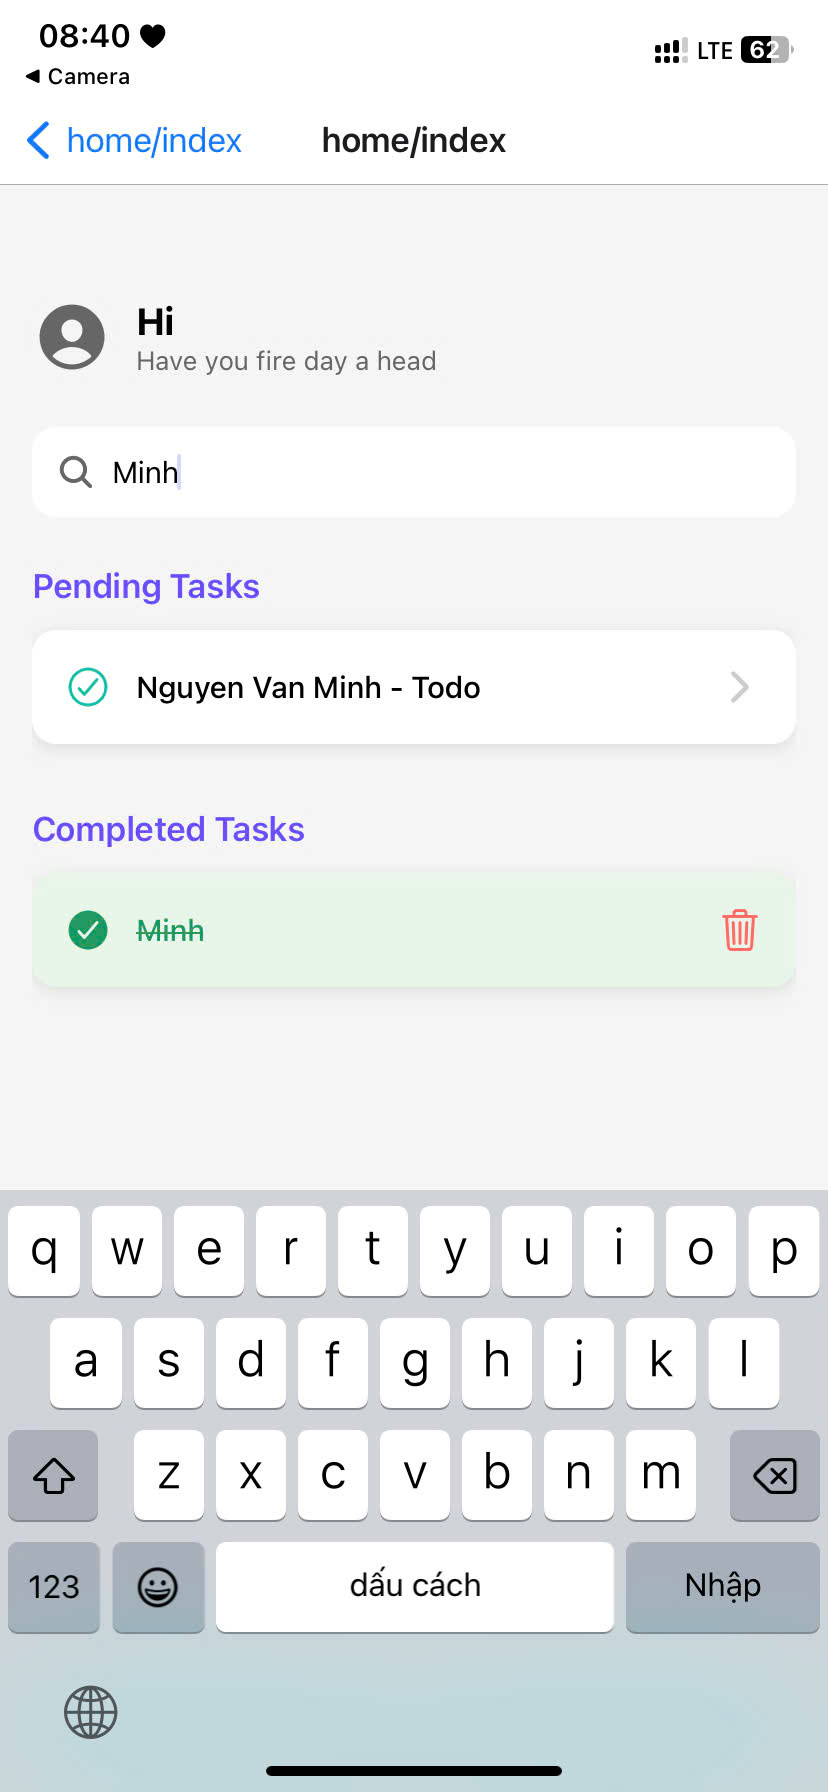 08:40
Camera
LTE 62
home/index home/index
Hi
Have you fire day a head
Minh
Pending Tasks
Nguyen Van Minh - Todo
Completed Tasks
Minh
q w e r t y u i o p
a s d f g h j k l
z x c v b n m
123 dấu cách Nhập